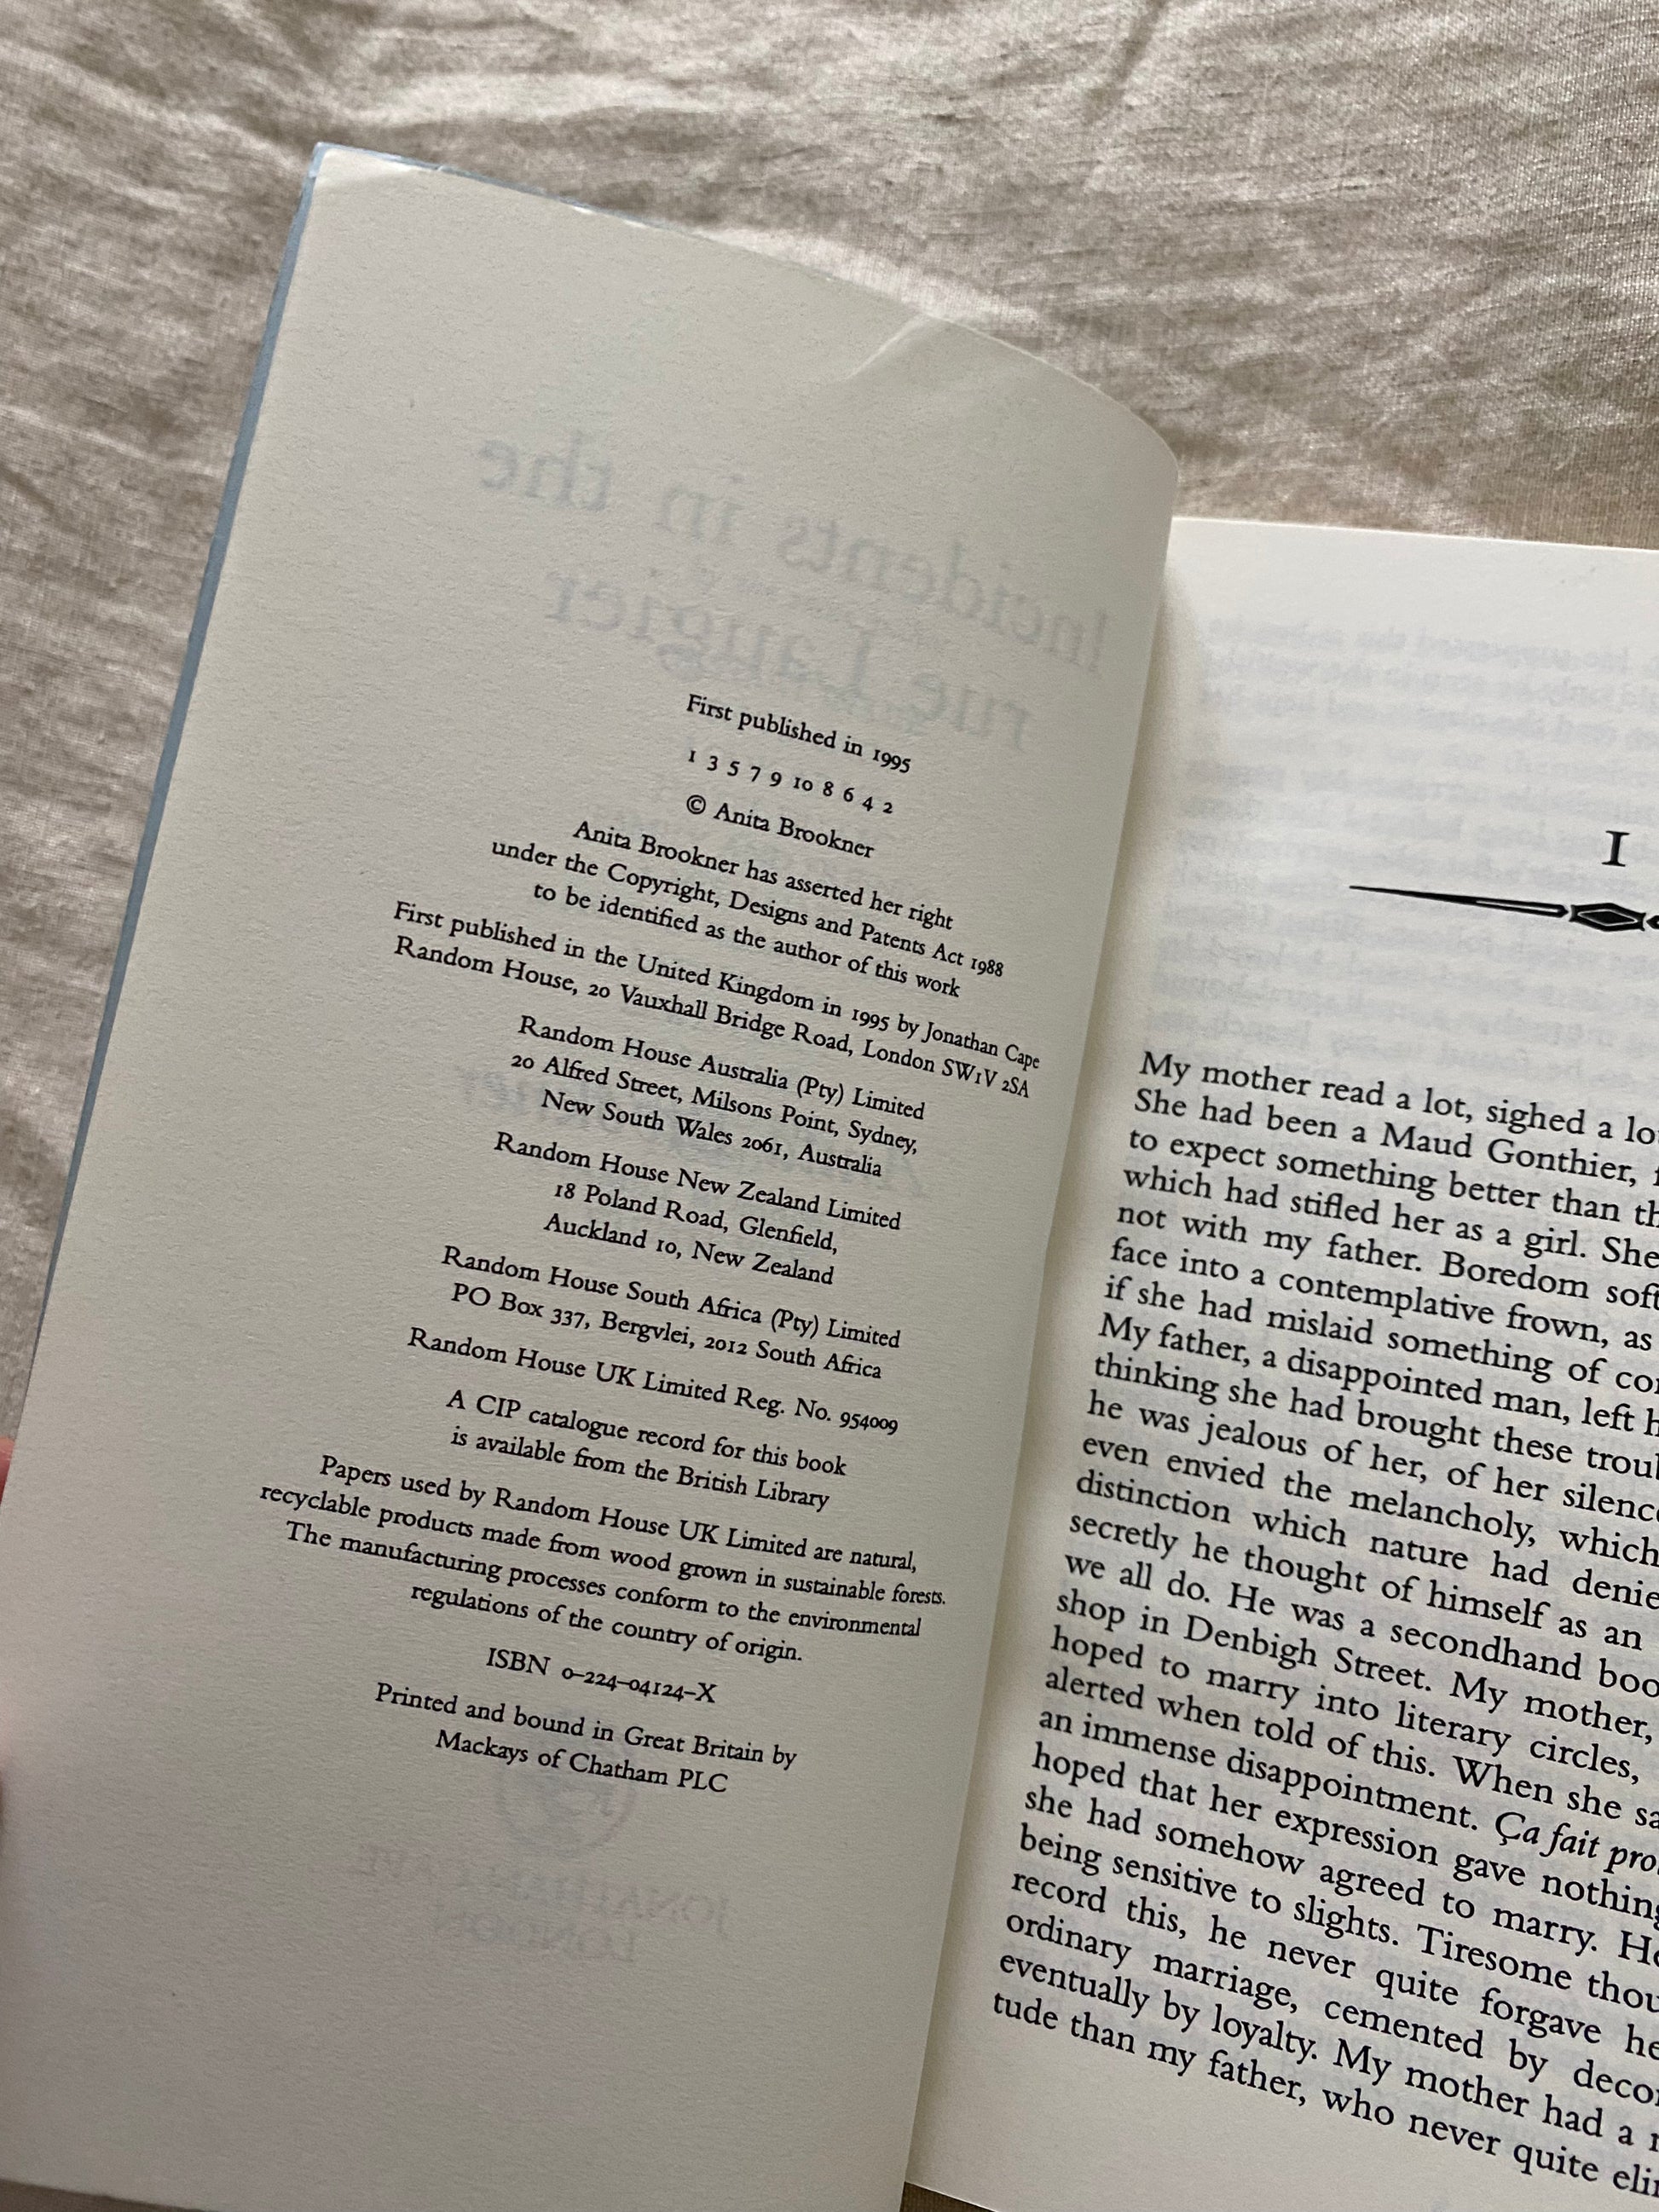 Incidents in the
rue Laugier
First published in 1995
1 3 5 7 9 10 8 6 4 2
© Anita Brookner
Anita Brookner has asserted her right
under the Copyright, Designs and Patents Act 1988
to be identified as the author of this work
First published in the United Kingdom in 1995 by Jonathan Cape
Random House, 20 Vauxhall Bridge Road, London SW1V 2SA
Random House Australia (Pty) Limited
20 Alfred Street, Milsons Point, Sydney,
New South Wales 2061, Australia
Random House New Zealand Limited
18 Poland Road, Glenfield,
Auckland 10, New Zealand
Random House South Africa (Pty) Limited
PO Box 337, Bergvlei, 2012 South Africa
Random House UK Limited Reg. No. 954009
A CIP catalogue record for this book
is available from the British Library
Papers used by Random House UK Limited are natural,
recyclable products made from wood grown in sustainable forests.
The manufacturing processes conform to the environmental
regulations of the country of origin.
ISBN 0–224–04124–X
Printed and bound in Great Britain by
Mackays of Chatham PLC
I
My mother read a lot, sighed a
She had been a Maud Gonthier,
to expect something better than
which had stifled her as a girl. She
not with my father. Boredom
face into a contemplative frown, as
if she had mislaid something of
My father, a disappointed man, left
thinking she had brought these
he was jealous of her, of her
even envied the melancholy, which
distinction which nature had
secretly he thought of himself as an
we all do. He was a secondhand
shop in Denbigh Street. My mother,
hoped to marry into literary circles,
alerted when told of this. When she
an immense disappointment. Ça fait
hoped that her expression gave
she had somehow agreed to marry.
being sensitive to slights. Tiresome
record this, he never quite forgave
ordinary marriage, cemented by
eventually by loyalty. My mother had a
tude than my father, who never quite